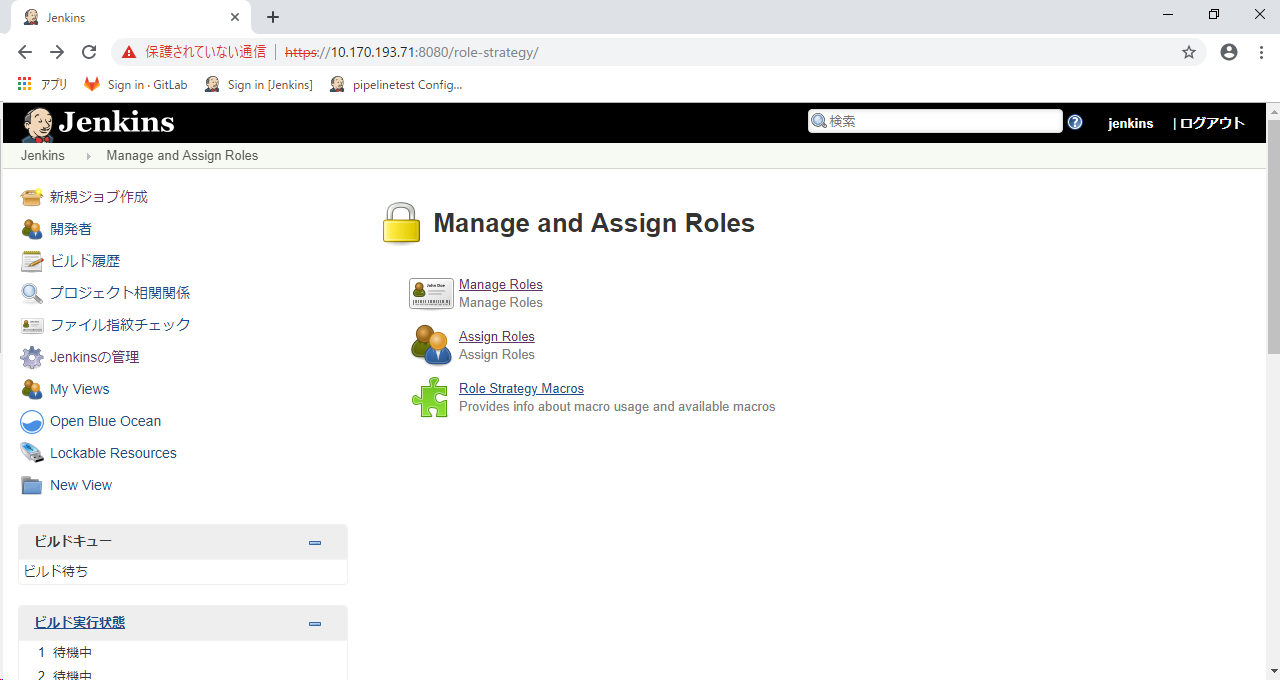 Jenkins
保護されていない通信 | https://10.170.193.71:8080/role-strategy/
アプリ Sign in · GitLab Sign in [Jenkins] pipelinetest Config...
Jenkins 検索 jenkins | ログアウト
Jenkins Manage and Assign Roles
新規ジョブ作成
開発者
ビルド履歴
プロジェクト相関関係
ファイル指紋チェック
Jenkinsの管理
My Views
Open Blue Ocean
Lockable Resources
New View
ビルドキュー
ビルド待ち
ビルド実行状態
1 待機中
2 待機中
Manage and Assign Roles
Manage Roles
Manage Roles
Assign Roles
Assign Roles
Role Strategy Macros
Provides info about macro usage and available macros